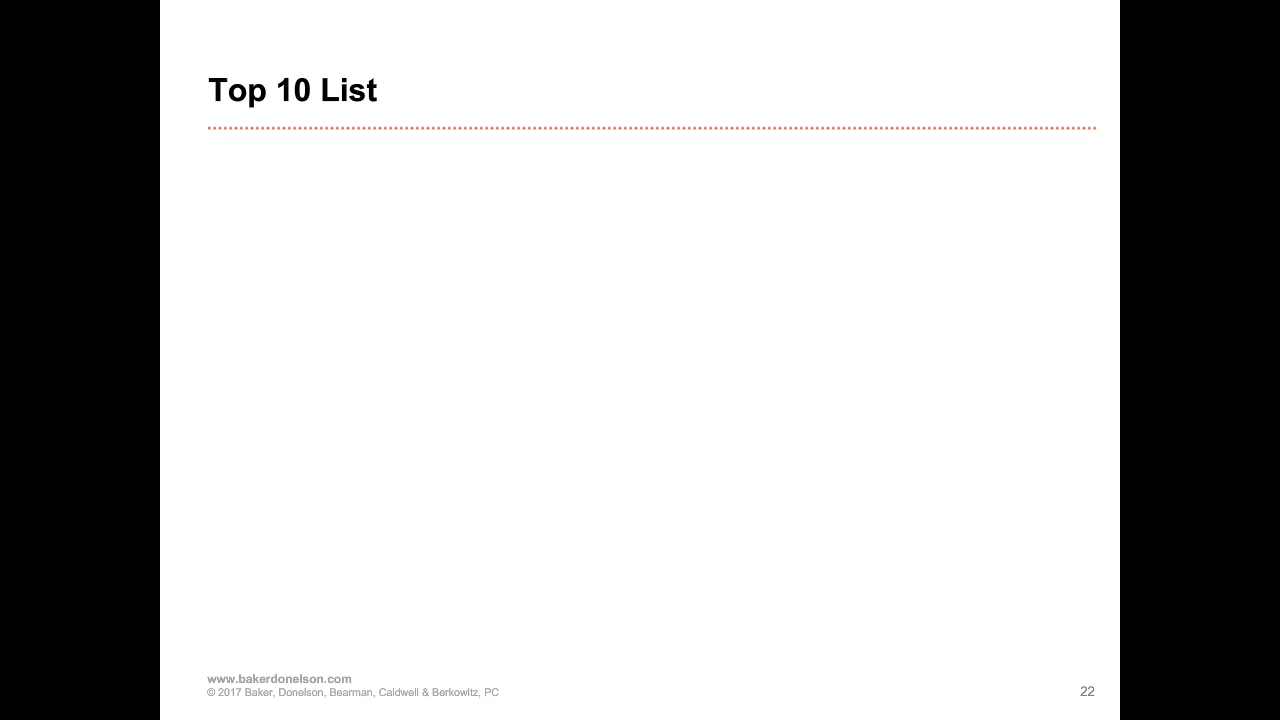 Top 10 List
www.bakerdonelson.com
© 2017 Baker, Donelson, Bearman, Caldwell & Berkowitz, PC
22